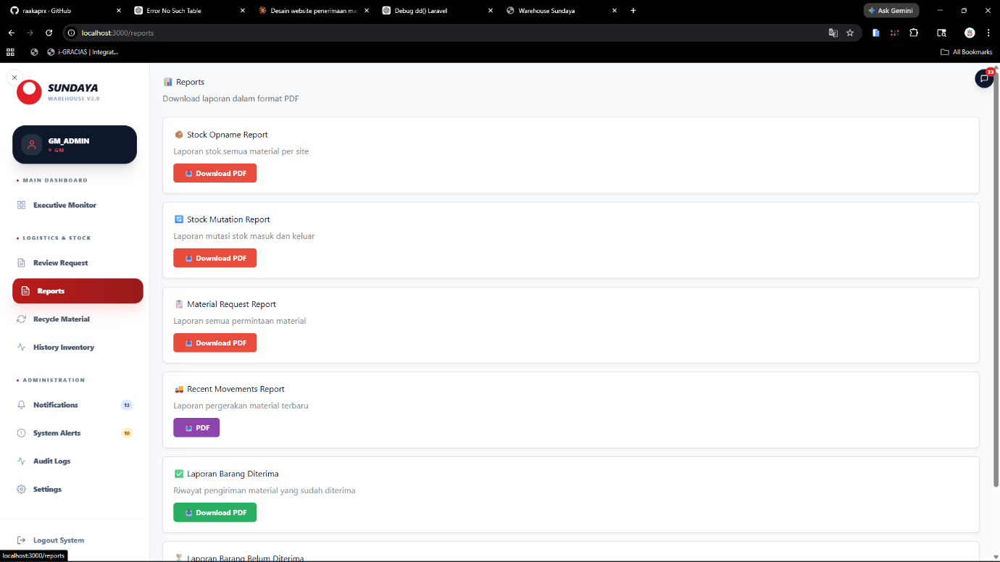 raakaprx · GitHub
Error No Such Table
Desain website penerimaan mat
Debug dd() Laravel
Warehouse Sundaya
Ask Gemini
localhost:3000/reports
i-GRACIAS | Integrat...
All Bookmarks
SUNDAYA
WAREHOUSE V2.0
GM_ADMIN
GM
MAIN DASHBOARD
Executive Monitor
LOGISTICS & STOCK
Review Request
Reports
Recycle Material
History Inventory
ADMINISTRATION
Notifications 13
System Alerts 10
Audit Logs
Settings
Logout System
localhost:3000/reports
33
Reports
Download laporan dalam format PDF
Stock Opname Report
Laporan stok semua material per site
Download PDF
Stock Mutation Report
Laporan mutasi stok masuk dan keluar
Download PDF
Material Request Report
Laporan semua permintaan material
Download PDF
Recent Movements Report
Laporan pergerakan material terbaru
PDF
Laporan Barang Diterima
Riwayat pengiriman material yang sudah diterima
Download PDF
Laporan Barang Belum Diterima